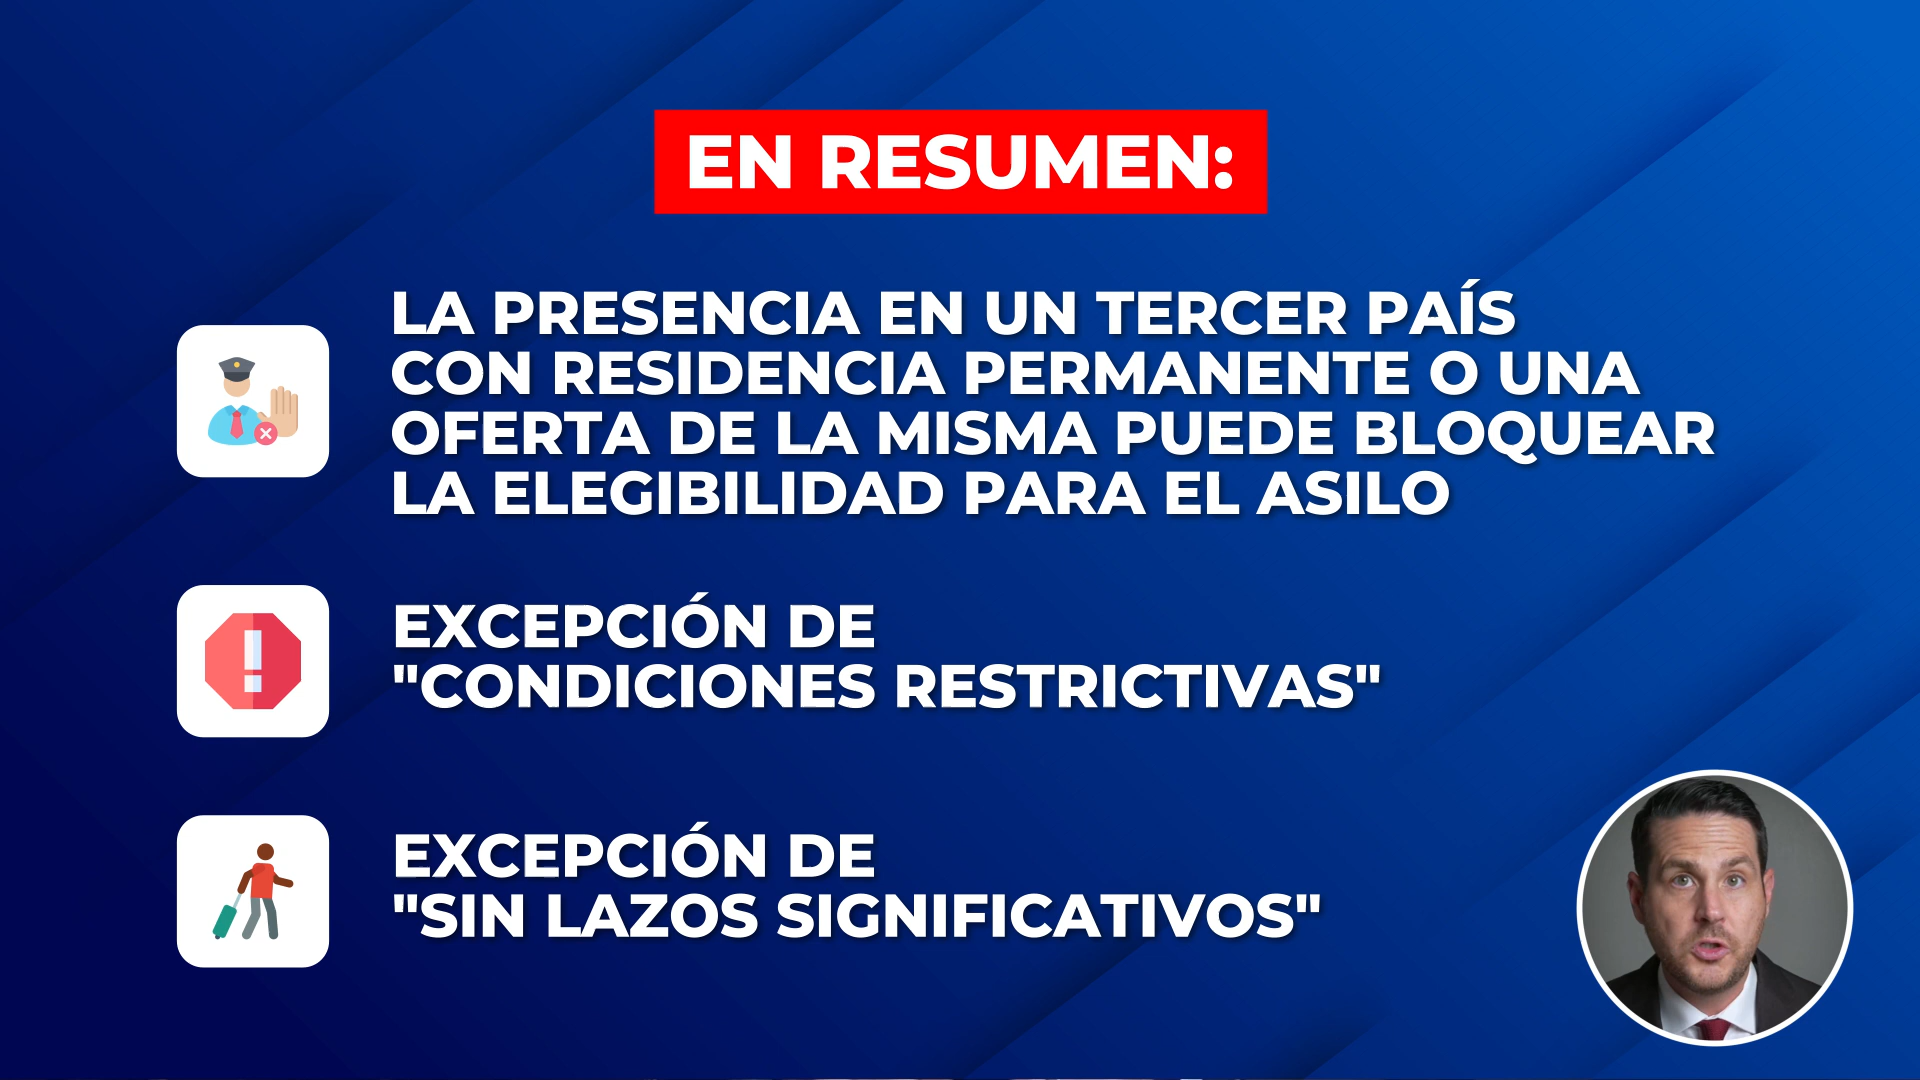 EN RESUMEN:
LA PRESENCIA EN UN TERCER PAÍS
CON RESIDENCIA PERMANENTE O UNA
OFERTA DE LA MISMA PUEDE BLOQUEAR
LA ELEGIBILIDAD PARA EL ASILO
EXCEPCIÓN DE
"CONDICIONES RESTRICTIVAS"
EXCEPCIÓN DE
"SIN LAZOS SIGNIFICATIVOS"